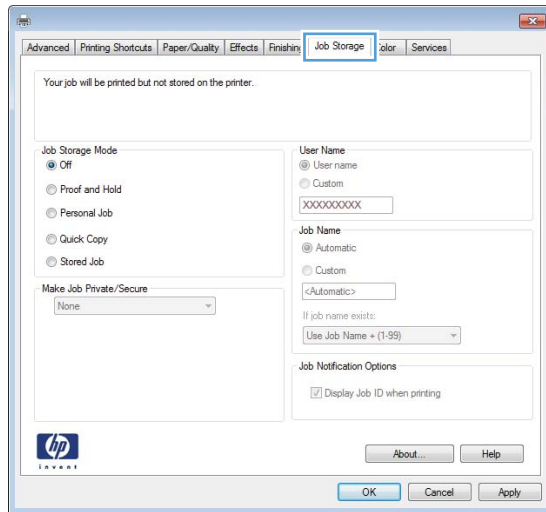 Advanced Printing Shortcuts Paper/Quality Effects Finishing Job Storage Color Services
Your job will be printed but not stored on the printer.
Job Storage Mode
Off
Proof and Hold
Personal Job
Quick Copy
Stored Job
Make Job Private/Secure
None
User Name
User name
Custom
XXXXXXXXX
Job Name
Automatic
Custom
<Automatic>
If job name exists:
Use Job Name + (1-99)
Job Notification Options
Display Job ID when printing
hp
invent
About... Help
OK Cancel Apply